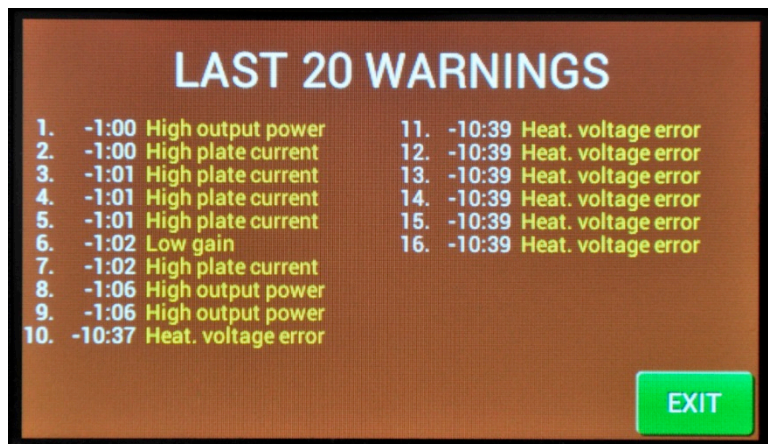 LAST 20 WARNINGS
1. -1:00 High output power
2. -1:00 High plate current
3. -1:01 High plate current
4. -1:01 High plate current
5. -1:01 High plate current
6. -1:02 Low gain
7. -1:02 High plate current
8. -1:06 High output power
9. -1:06 High output power
10. -10:37 Heat. voltage error
11. -10:39 Heat. voltage error
12. -10:39 Heat. voltage error
13. -10:39 Heat. voltage error
14. -10:39 Heat. voltage error
15. -10:39 Heat. voltage error
16. -10:39 Heat. voltage error
EXIT